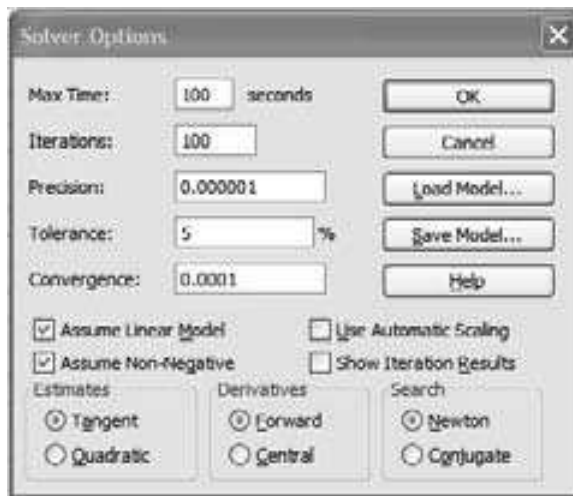 Solver Options
Max Time: 100 seconds
OK
Iterations: 100
Cancel
Precision: 0.000001
Load Model...
Tolerance: 5 %
Save Model...
Convergence: 0.0001
Help
Assume Linear Model
Use Automatic Scaling
Assume Non-Negative
Show Iteration Results
Estimates
Derivatives
Search
Tangent
Forward
Newton
Quadratic
Central
Conjugate